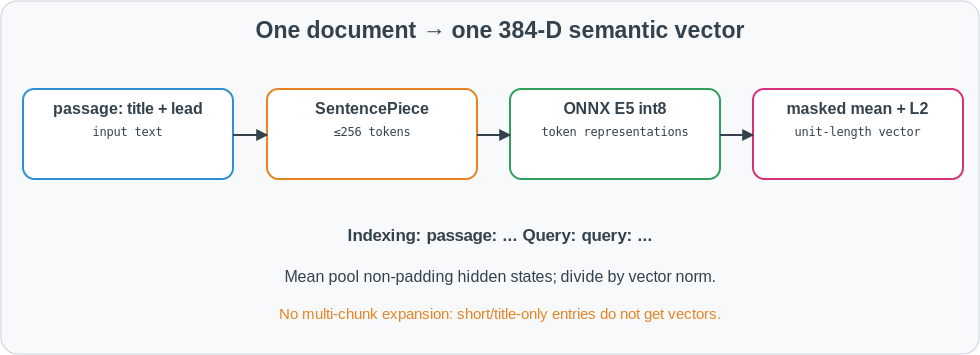 One document → one 384-D semantic vector
passage: title + lead
input text
SentencePiece
≤256 tokens
ONNX E5 int8
token representations
masked mean + L2
unit-length vector
Indexing: passage: … Query: query: …
Mean pool non-padding hidden states; divide by vector norm.
No multi-chunk expansion: short/title-only entries do not get vectors.